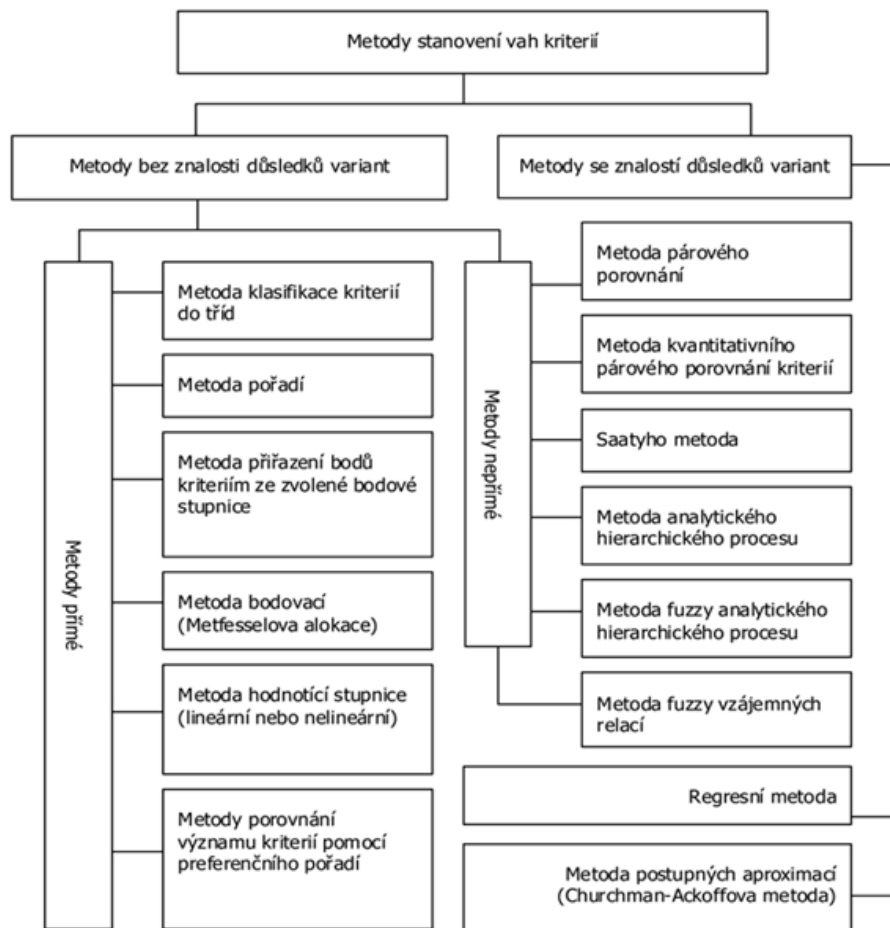 Metody stanovení vah kriterií
Metody bez znalosti důsledků variant
Metody se znalostí důsledků variant
Metody přímé
Metoda klasifikace kriterií
do tříd
Metoda pořadí
Metoda přiřazení bodů
kriteriím ze zvolené bodové
stupnice
Metoda bodovací
(Metfesselova alokace)
Metoda hodnotící stupnice
(lineární nebo nelineární)
Metody porovnání
významu kriterií pomocí
preferenčního pořadí
Metody nepřímé
Metoda párového
porovnání
Metoda kvantitativního
párového porovnání kriterií
Saatyho metoda
Metoda analytického
hierarchického procesu
Metoda fuzzy analytického
hierarchického procesu
Metoda fuzzy vzájemných
relací
Regresní metoda
Metoda postupných aproximací
(Churchman-Ackoffova metoda)